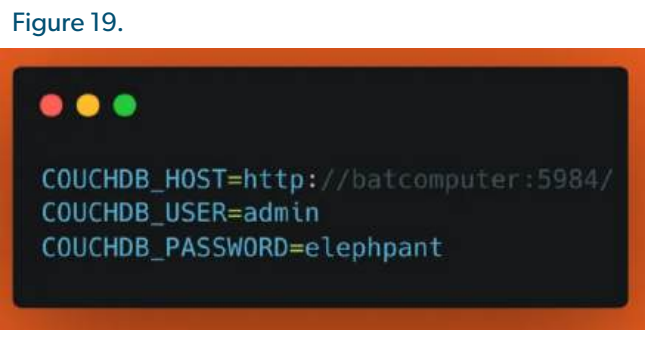 Figure 19.
COUCHDB_HOST=http://batcomputer:5984/
COUCHDB_USER=admin
COUCHDB_PASSWORD=elephpant